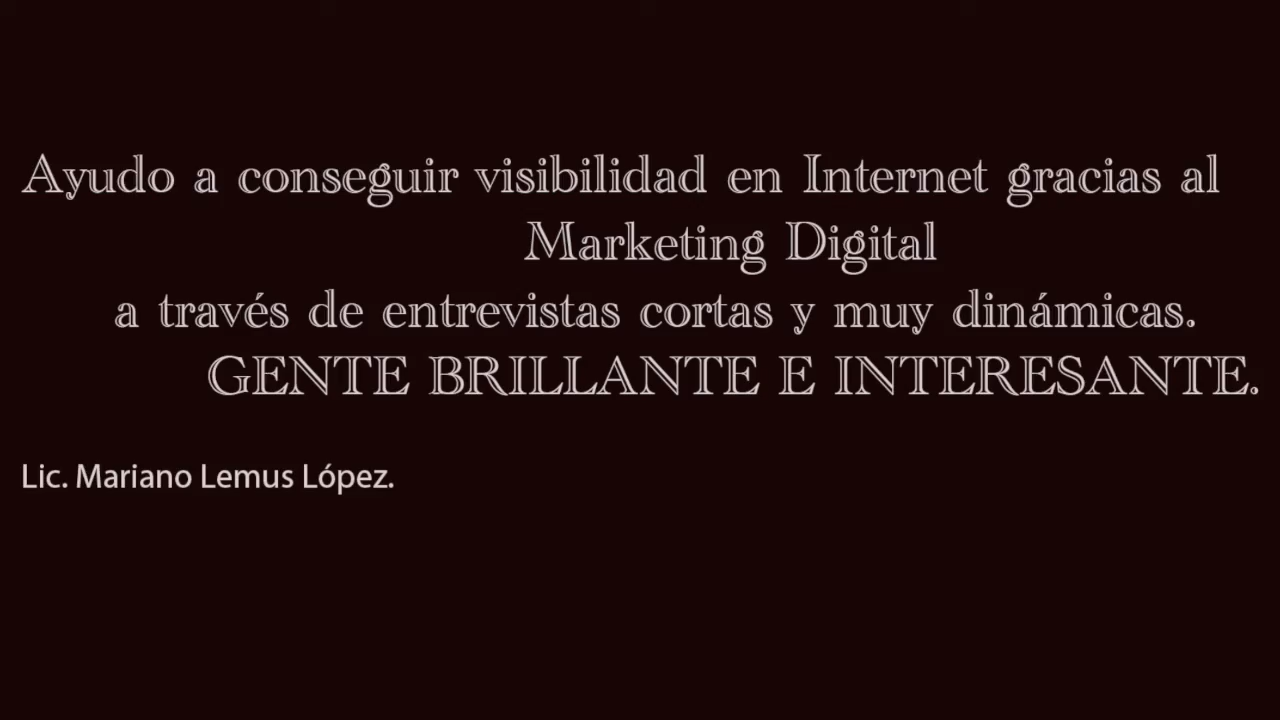 Ayudo a conseguir visibilidad en Internet gracias al
Marketing Digital
a través de entrevistas cortas y muy dinámicas.
GENTE BRILLANTE E INTERESANTE.
Lic. Mariano Lemus López.